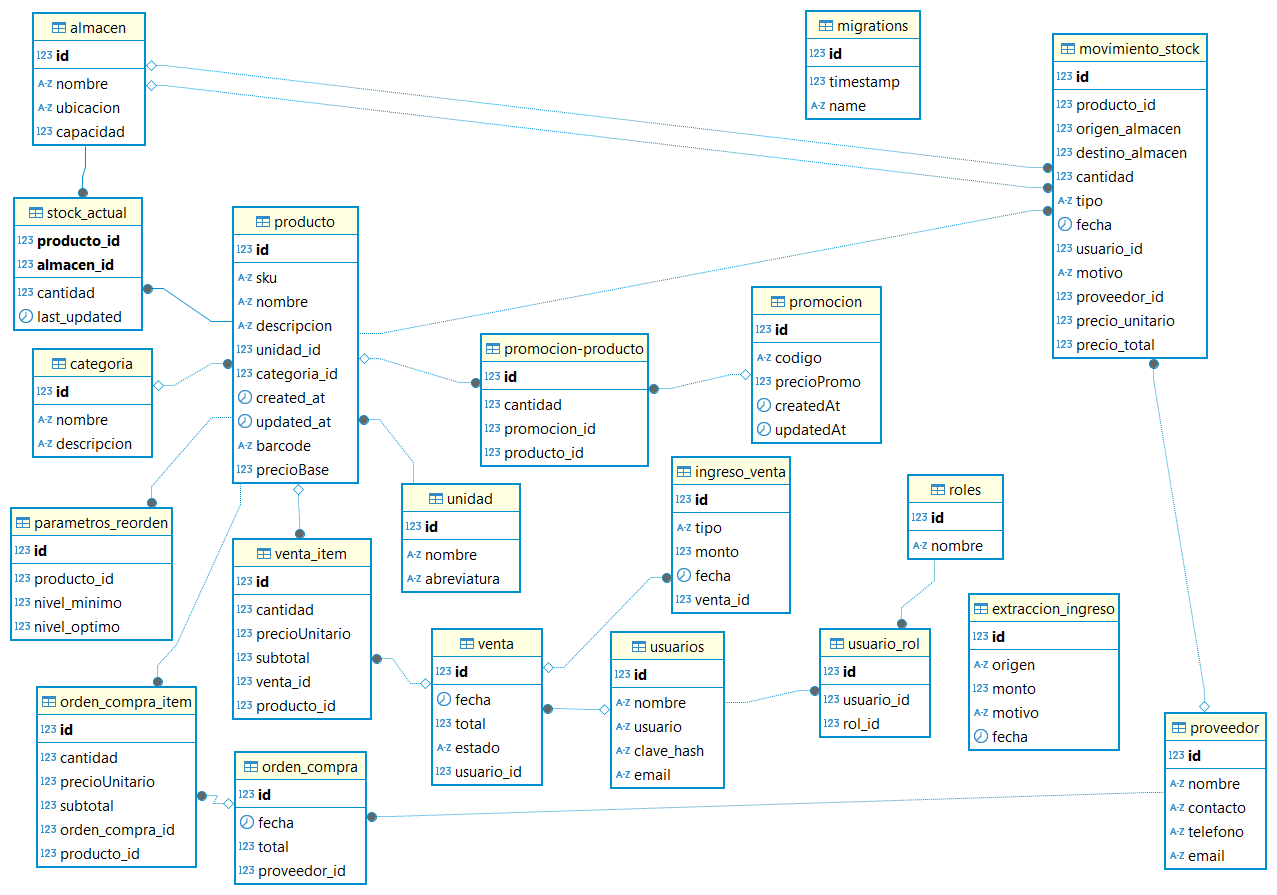 almacen
123 id
A-Z nombre
A-Z ubicacion
123 capacidad
migrations
123 id
123 timestamp
A-Z name
movimiento_stock
123 id
123 producto_id
123 origen_almacen
123 destino_almacen
123 cantidad
A-Z tipo
fecha
123 usuario_id
A-Z motivo
123 proveedor_id
123 precio_unitario
123 precio_total
stock_actual
123 producto_id
123 almacen_id
123 cantidad
last_updated
producto
123 id
A-Z sku
A-Z nombre
A-Z descripcion
123 unidad_id
123 categoria_id
created_at
updated_at
A-Z barcode
123 precioBase
promocion
123 id
A-Z codigo
123 precioPromo
createdAt
updatedAt
promocion-producto
123 id
123 cantidad
123 promocion_id
123 producto_id
categoria
123 id
A-Z nombre
A-Z descripcion
ingreso_venta
123 id
A-Z tipo
123 monto
fecha
123 venta_id
roles
123 id
A-Z nombre
unidad
123 id
A-Z nombre
A-Z abreviatura
parametros_reorden
123 id
123 producto_id
123 nivel_minimo
123 nivel_optimo
venta_item
123 id
123 cantidad
123 precioUnitario
123 subtotal
123 venta_id
123 producto_id
extraccion_ingreso
123 id
A-Z origen
123 monto
A-Z motivo
fecha
venta
123 id
fecha
123 total
A-Z estado
123 usuario_id
usuarios
123 id
A-Z nombre
A-Z usuario
A-Z clave_hash
A-Z email
usuario_rol
123 id
123 usuario_id
123 rol_id
orden_compra_item
123 id
123 cantidad
123 precioUnitario
123 subtotal
123 orden_compra_id
123 producto_id
orden_compra
123 id
fecha
123 total
123 proveedor_id
proveedor
123 id
A-Z nombre
A-Z contacto
A-Z telefono
A-Z email